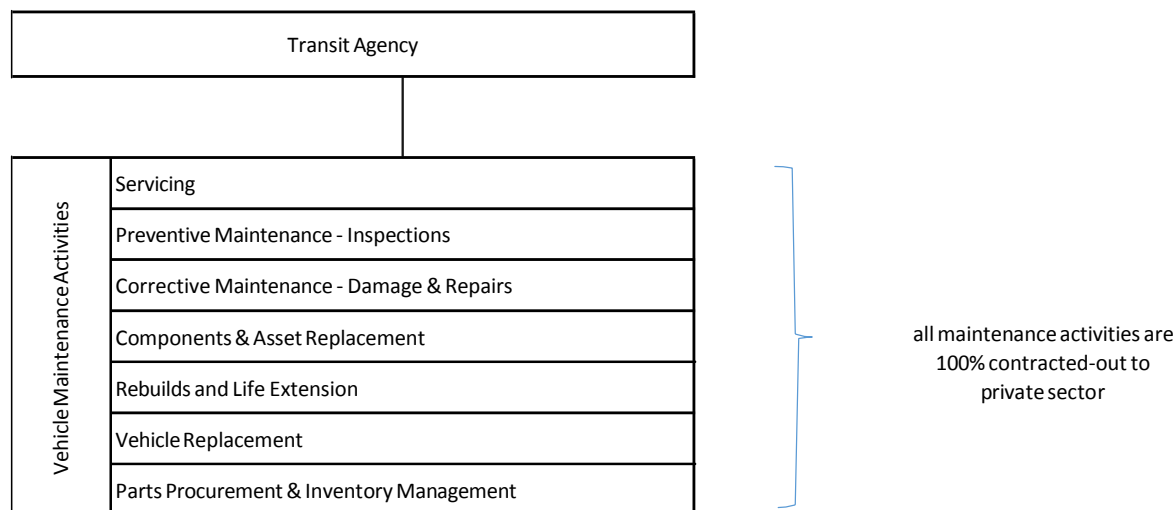 Transit Agency
Vehicle Maintenance Activities
Servicing
Preventive Maintenance - Inspections
Corrective Maintenance - Damage & Repairs
Components & Asset Replacement
Rebuilds and Life Extension
Vehicle Replacement
Parts Procurement & Inventory Management
all maintenance activities are
100% contracted-out to
private sector